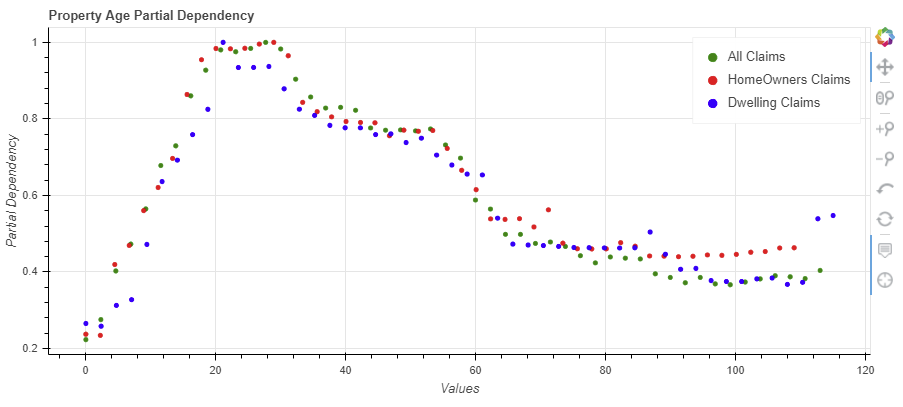 Property Age Partial Dependency
All Claims
HomeOwners Claims
Dwelling Claims
Partial Dependency
1
0.8
0.6
0.4
0.2
0 20 40 60 80 100 120
Values